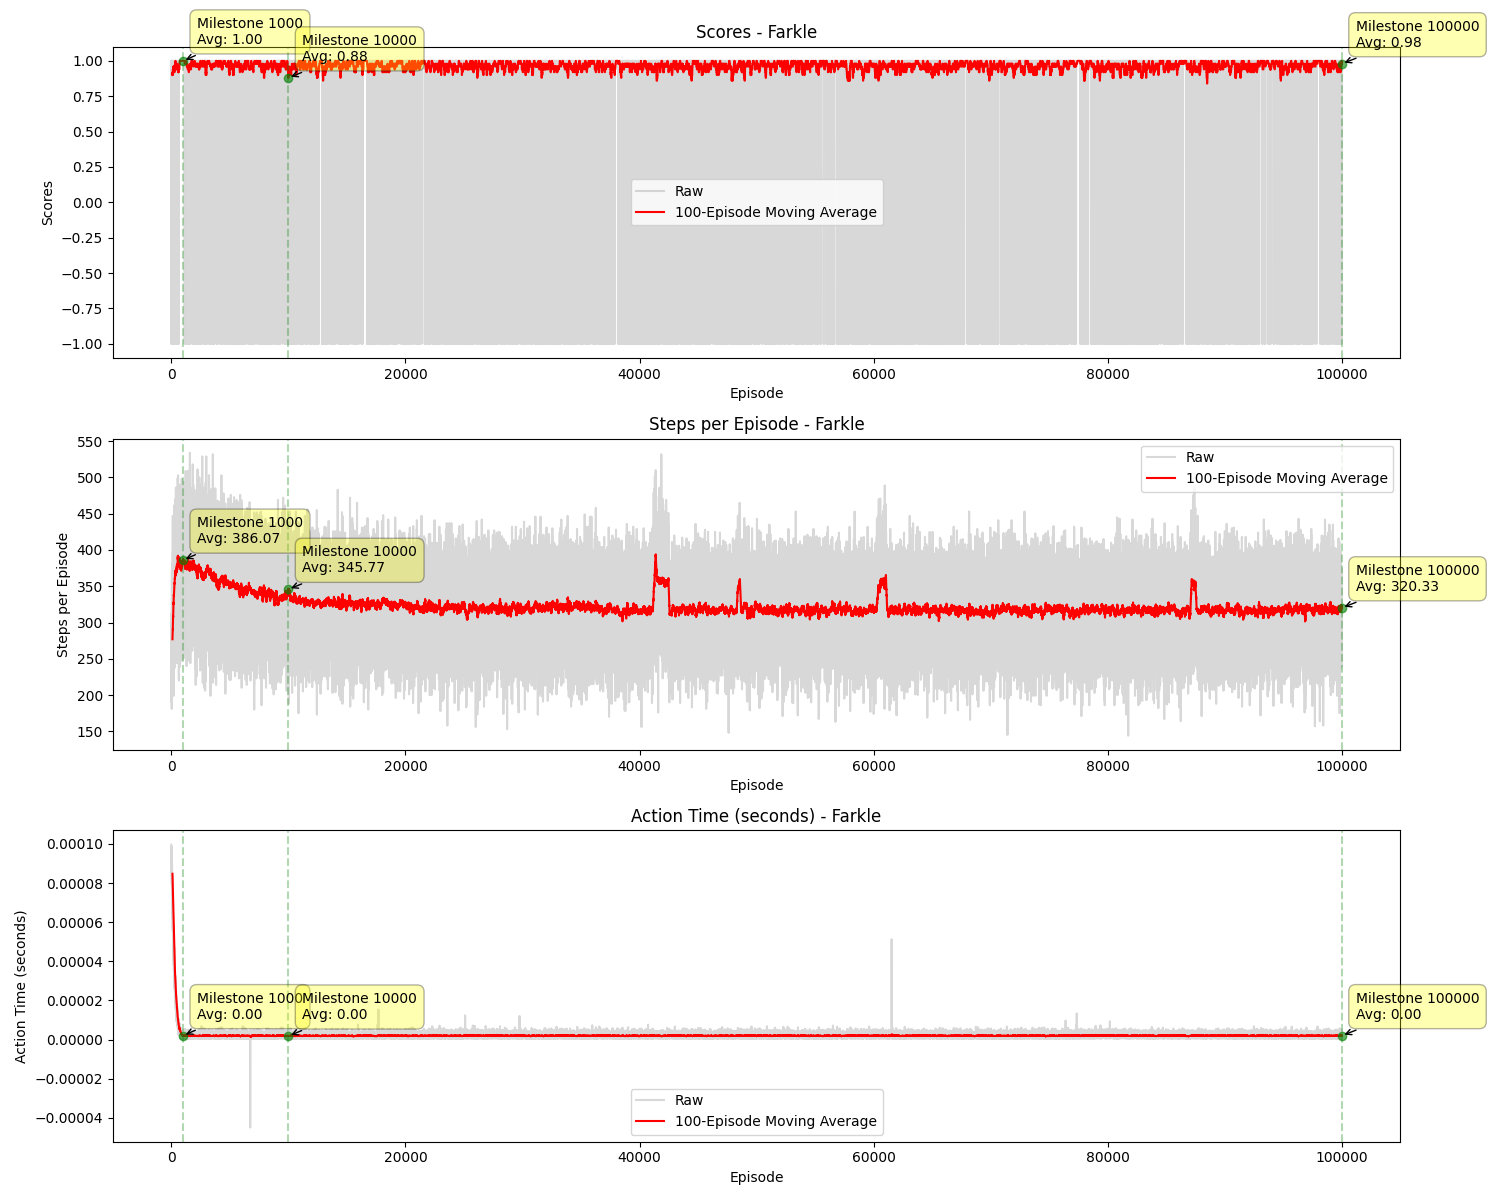 Scores - Farkle
Milestone 1000
Avg: 1.00
Milestone 10000
Avg: 0.88
Milestone 100000
Avg: 0.98
1.00
0.75
0.50
0.25
0.00
−0.25
−0.50
−0.75
−1.00
Scores
Raw
100-Episode Moving Average
0
20000
40000
60000
80000
100000
Episode
Steps per Episode - Farkle
550
500
450
400
350
300
250
200
150
Steps per Episode
Raw
100-Episode Moving Average
Milestone 1000
Avg: 386.07
Milestone 10000
Avg: 345.77
Milestone 100000
Avg: 320.33
0
20000
40000
60000
80000
100000
Episode
Action Time (seconds) - Farkle
0.00010
0.00008
0.00006
0.00004
0.00002
0.00000
−0.00002
−0.00004
Action Time (seconds)
Milestone 1000
Avg: 0.00
Milestone 10000
Avg: 0.00
Milestone 100000
Avg: 0.00
Raw
100-Episode Moving Average
0
20000
40000
60000
80000
100000
Episode